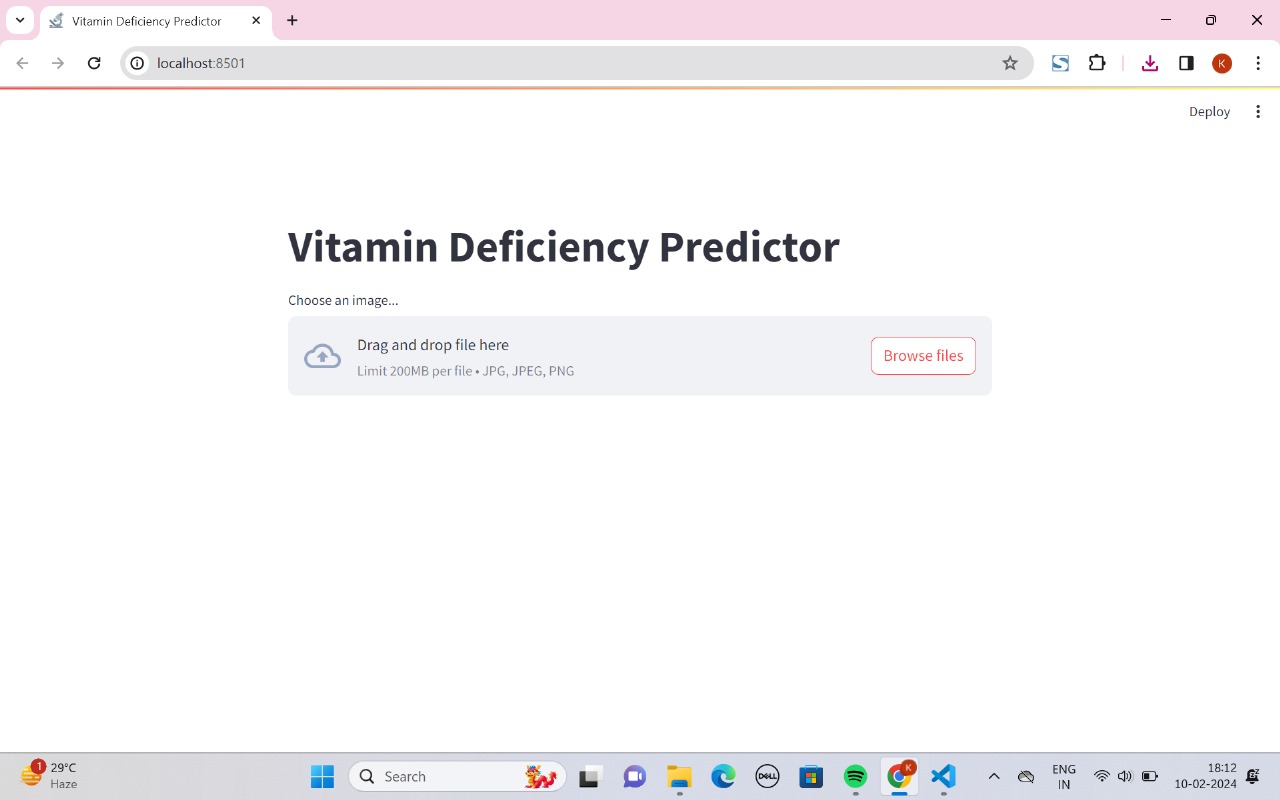 Vitamin Deficiency Predictor
localhost:8501
K
Deploy
Vitamin Deficiency Predictor
Choose an image...
Drag and drop file here
Limit 200MB per file • JPG, JPEG, PNG
Browse files
1
29°C
Haze
Search
DELL
K
ENG
IN
18:12
10-02-2024